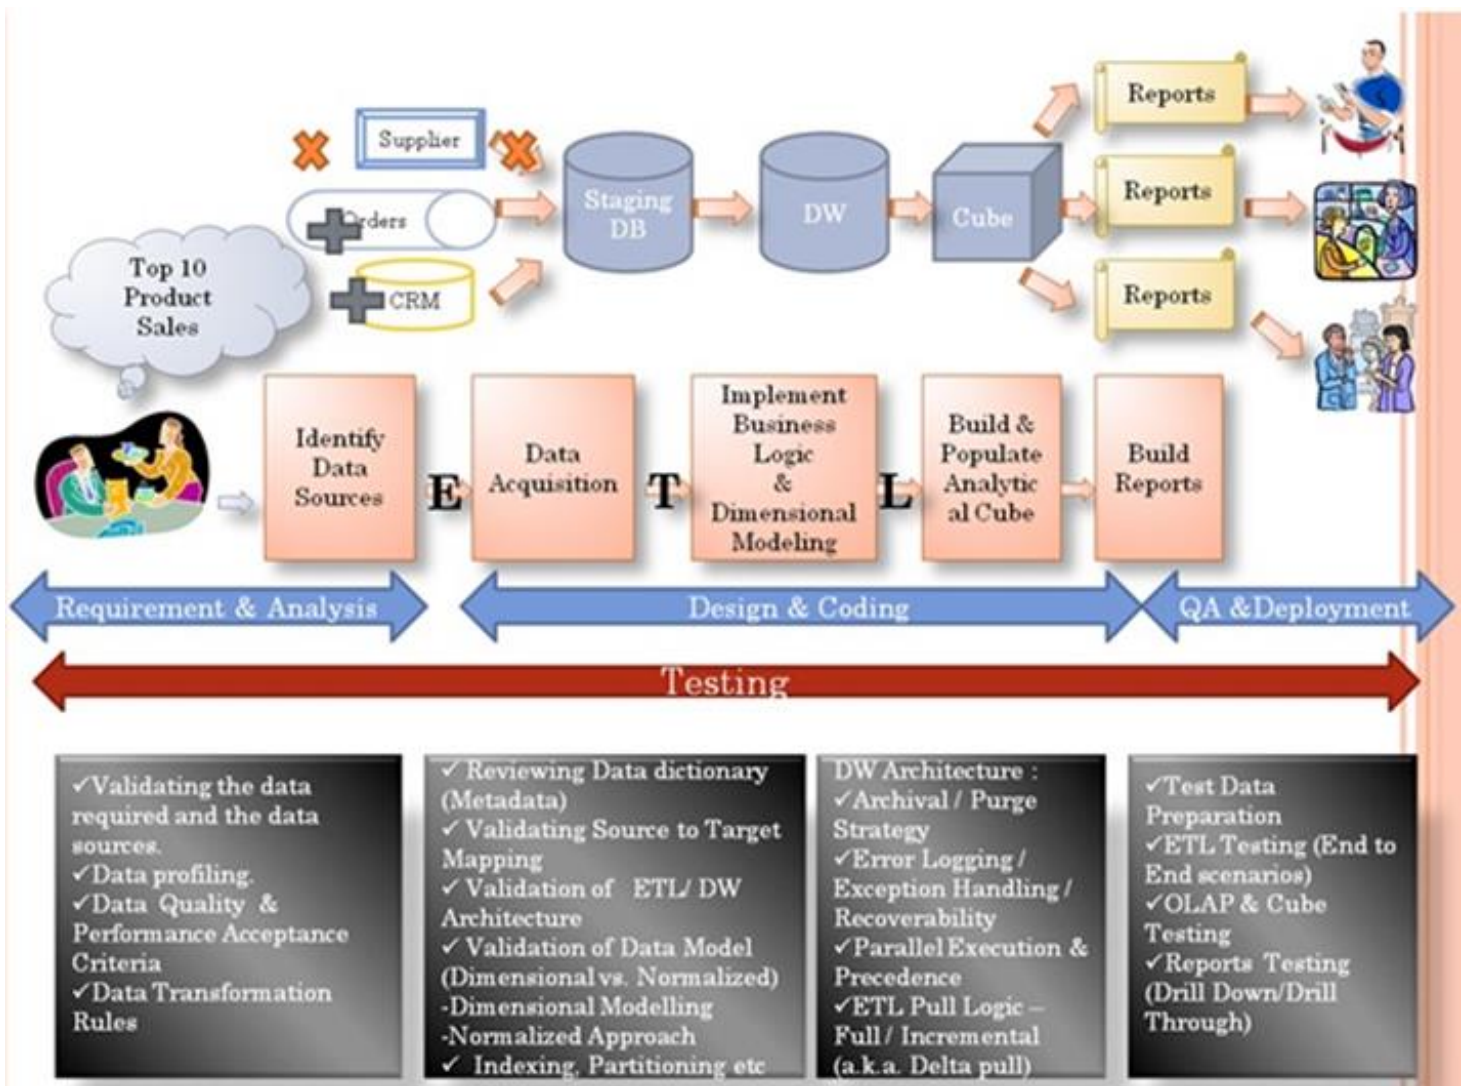 Supplier
Orders
CRM
Top 10
Product
Sales
Staging
DB
DW
Cube
Reports
Reports
Reports
Identify
Data
Sources
E
Data
Acquisition
T
Implement
Business
Logic
&
Dimensional
Modeling
L
Build &
Populate
Analytic
al Cube
Build
Reports
Requirement & Analysis
Design & Coding
QA &Deployment
Testing
✓Validating the data
required and the data
sources.
✓Data profiling.
✓Data Quality &
Performance Acceptance
Criteria
✓Data Transformation
Rules
✓ Reviewing Data dictionary
(Metadata)
✓ Validating Source to Target
Mapping
✓ Validation of ETL/ DW
Architecture
✓ Validation of Data Model
(Dimensional vs. Normalized)
-Dimensional Modelling
-Normalized Approach
✓ Indexing, Partitioning etc
DW Architecture :
✓Archival / Purge
Strategy
✓Error Logging /
Exception Handling /
Recoverability
✓Parallel Execution &
Precedence
✓ETL Pull Logic –
Full / Incremental
(a.k.a. Delta pull)
✓Test Data
Preparation
✓ETL Testing (End to
End scenarios)
✓OLAP & Cube
Testing
✓Reports Testing
(Drill Down/Drill
Through)